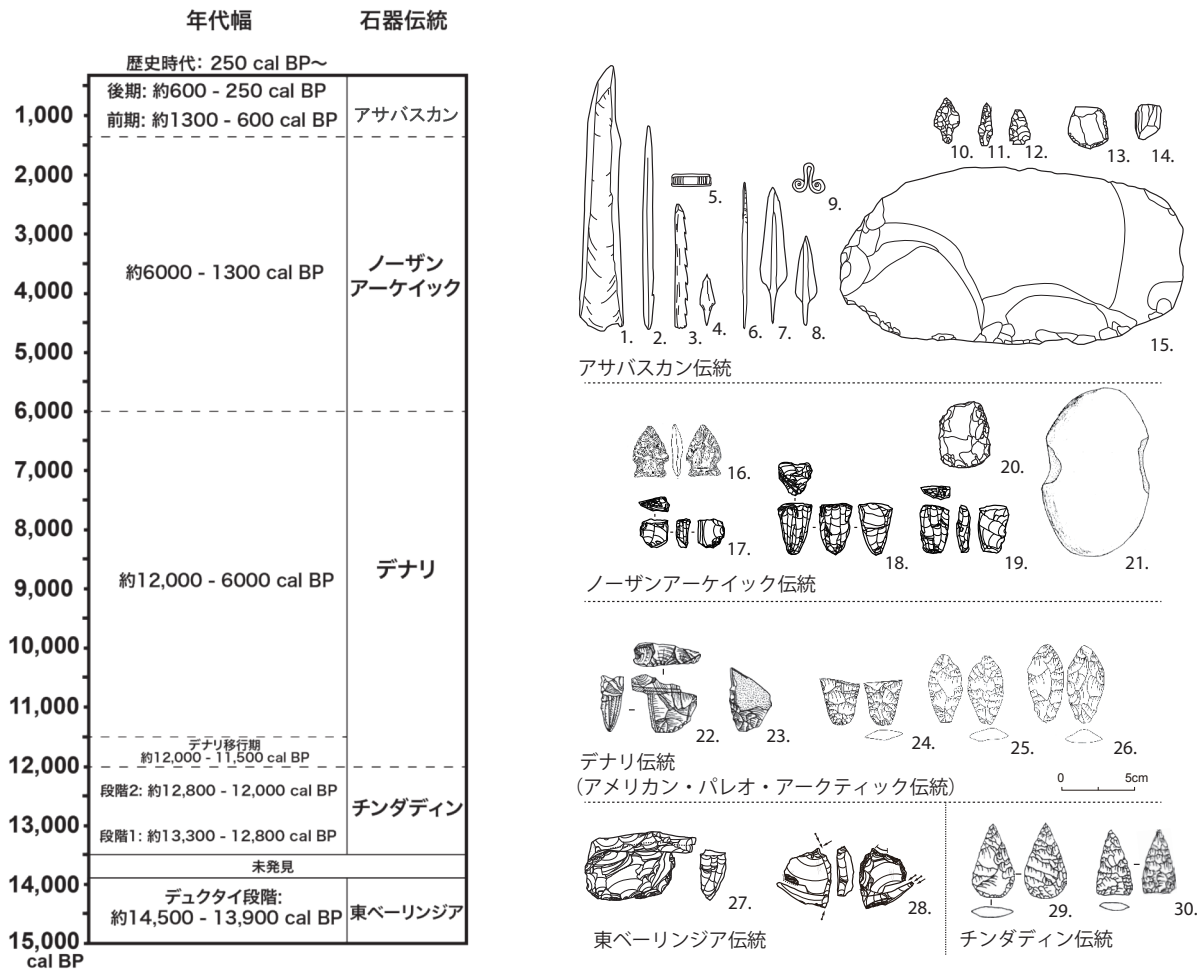 年代幅
石器伝統
歴史時代: 250 cal BP〜
後期: 約600 - 250 cal BP
前期: 約1300 - 600 cal BP
アサバスカン
約6000 - 1300 cal BP
ノーザン
アーケイック
約12,000 - 6000 cal BP
デナリ
デナリ移行期
約12,000 - 11,500 cal BP
段階2: 約12,800 - 12,000 cal BP
チンダディン
段階1: 約13,300 - 12,800 cal BP
未発見
デュクタイ段階:
約14,500 - 13,900 cal BP
東ベーリンジア
1,000
2,000
3,000
4,000
5,000
6,000
7,000
8,000
9,000
10,000
11,000
12,000
13,000
14,000
15,000
cal BP
1.
2.
3.
4.
5.
6.
7.
8.
9.
10.
11.
12.
13.
14.
15.
アサバスカン伝統
16.
17.
18.
19.
20.
21.
ノーザンアーケイック伝統
22.
23.
24.
25.
26.
デナリ伝統
（アメリカン・パレオ・アークティック伝統）
0 5cm
27.
28.
東ベーリンジア伝統
29.
30.
チンダディン伝統